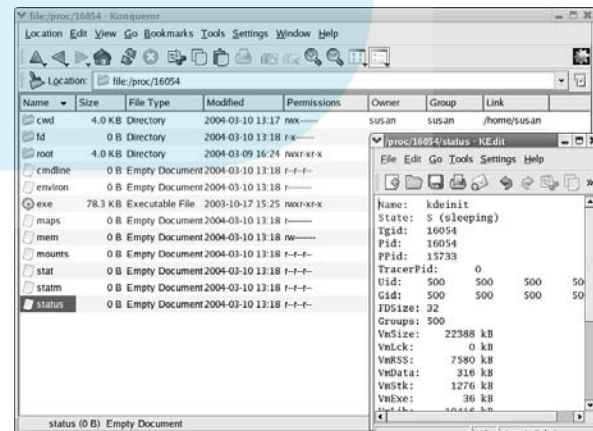 file:/proc/16054 - Konqueror
Location Edit View Go Bookmarks Tools Settings Window Help
Location: file:/proc/16054
Name Size File Type Modified Permissions Owner Group Link
cwd 4.0 KB Directory 2004-03-10 13:17 rwx------ susan susan /home/susan
fd 0 B Directory 2004-03-10 13:18 r-x------
root 4.0 KB Directory 2004-03-09 16:24 rwxr-xr-x
cmdline 0 B Empty Document 2004-03-10 13:18 r--r--r--
environ 0 B Empty Document 2004-03-10 13:18 r--------
exe 78.3 KB Executable File 2003-10-17 15:25 rwxr-xr-x
maps 0 B Empty Document 2004-03-10 13:18 r--------
mem 0 B Empty Document 2004-03-10 13:18 rw-------
mounts 0 B Empty Document 2004-03-10 13:18 r--r--r--
stat 0 B Empty Document 2004-03-10 13:18 r--r--r--
statm 0 B Empty Document 2004-03-10 13:18 r--r--r--
status 0 B Empty Document 2004-03-10 13:18 r--r--r--
status (0 B) Empty Document
/proc/16054/status - KEdit
File Edit Go Tools Settings Help
Name: kdeinit
State: S (sleeping)
Tgid: 16054
Pid: 16054
PPid: 15733
TracerPid: 0
Uid: 500 500 500 50
Gid: 500 500 500 50
FDSize: 32
Groups: 500
VmSize: 22388 kB
VmLck: 0 kB
VmRSS: 7580 kB
VmData: 316 kB
VmStk: 1276 kB
VmExe: 36 kB
VmLib: 10416 kB